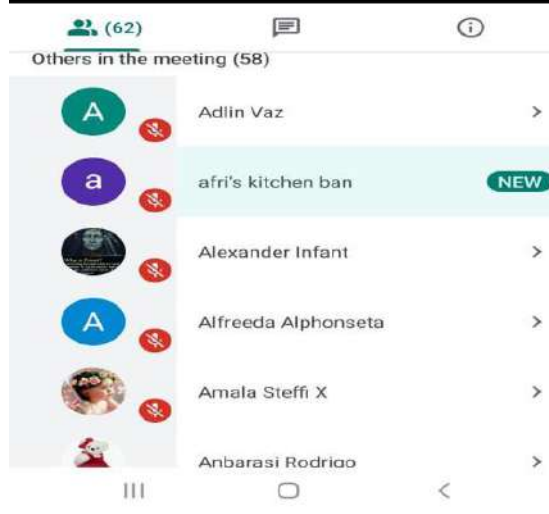 (62)
Others in the meeting (58)
A
Adlin Vaz
a
afri's kitchen ban
NEW
Alexander Infant
A
Alfreeda Alphonseta
Amala Steffi X
Anbarasi Rodrigo